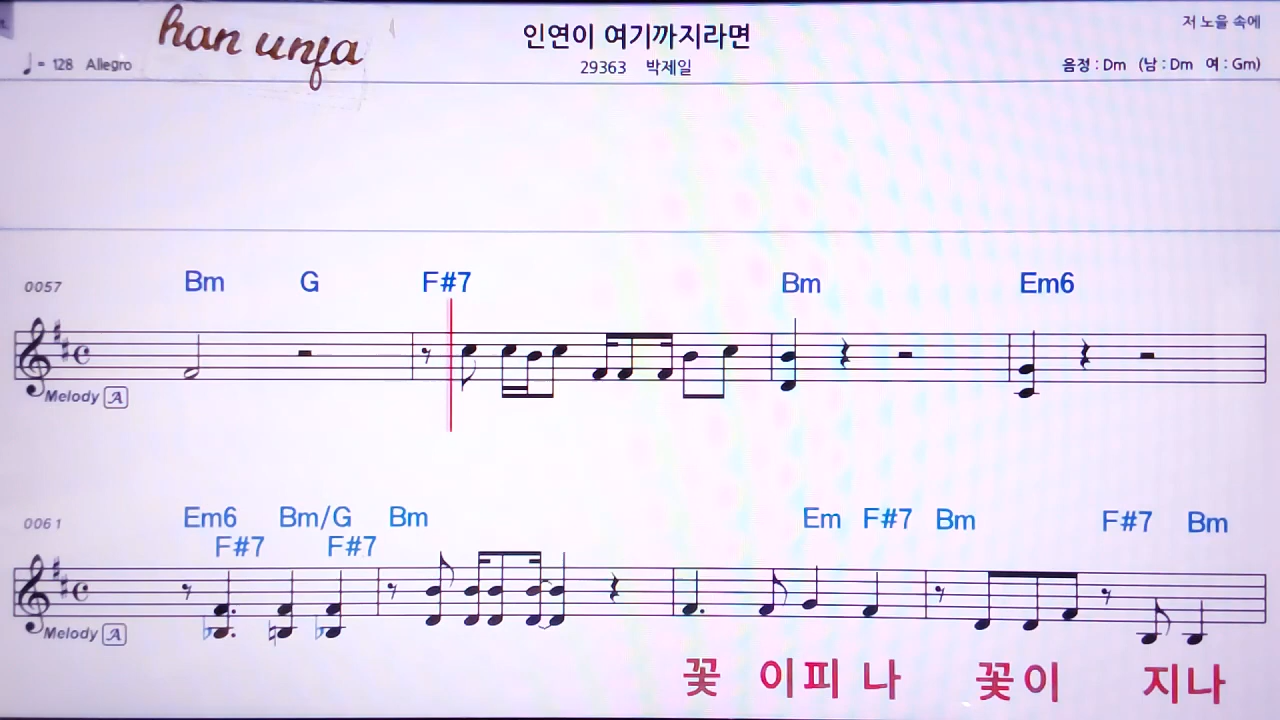 han unfa
인연이 여기까지라면
저 노을 속에
♩= 128 Allegro
29363 박제일
음정 : Dm (남 : Dm 여 : Gm)
0057 Bm G F#7 Bm Em6
Melody A
0061 Em6 Bm/G Bm Em F#7 Bm F#7 Bm
F#7 F#7
Melody A
꽃 이피 나 꽃이 지나